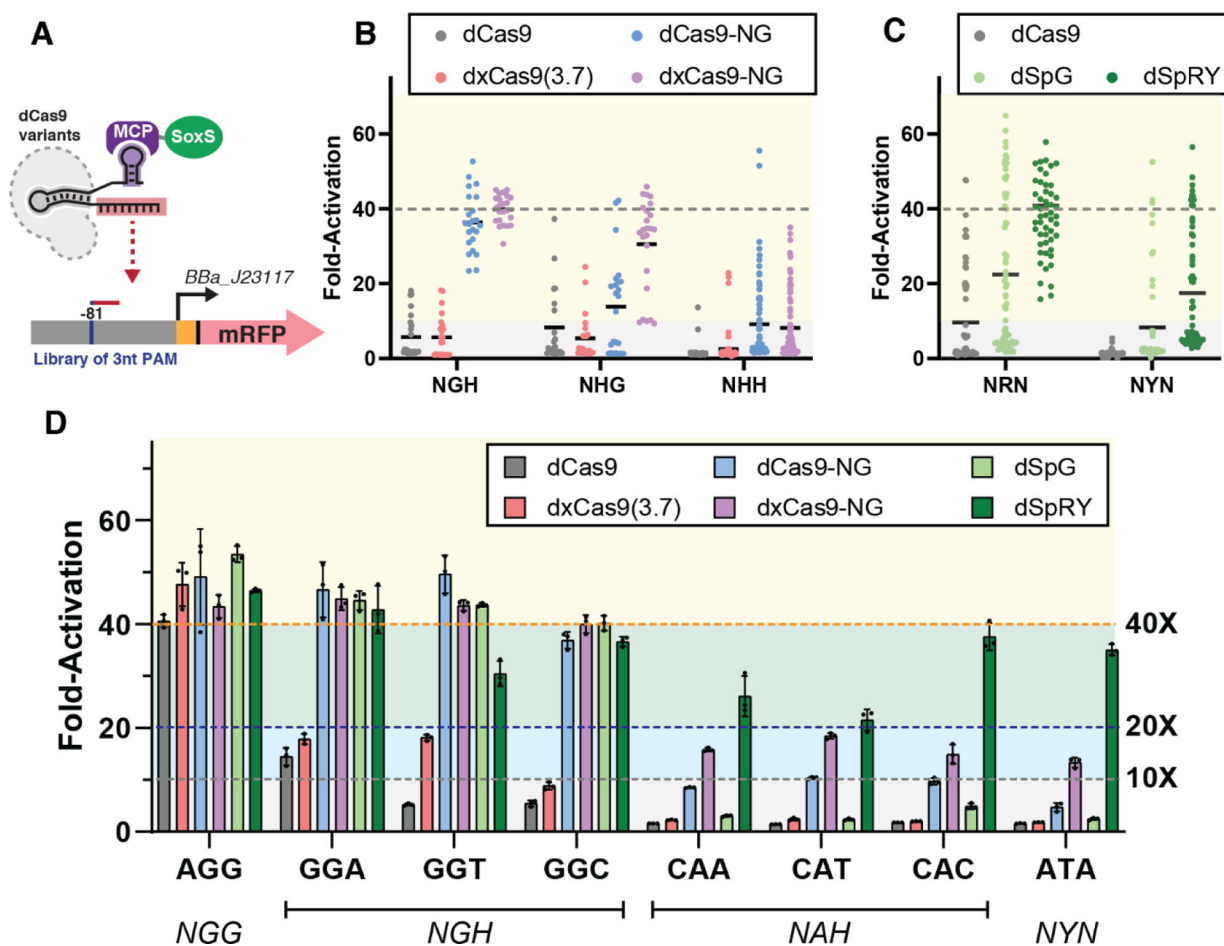 A
dCas9
variants
MCP
SoxS
BBa_J23117
-81
mRFP
Library of 3nt PAM
B
dCas9
dCas9-NG
dxCas9(3.7)
dxCas9-NG
Fold-Activation
60
40
20
0
NGH
NHG
NHH
C
dCas9
dSpG
dSpRY
Fold-Activation
60
40
20
0
NRN
NYN
D
dCas9
dCas9-NG
dSpG
dxCas9(3.7)
dxCas9-NG
dSpRY
Fold-Activation
60
40
20
0
40X
20X
10X
AGG
GGA
GGT
GGC
CAA
CAT
CAC
ATA
NGG
NGH
NAH
NYN